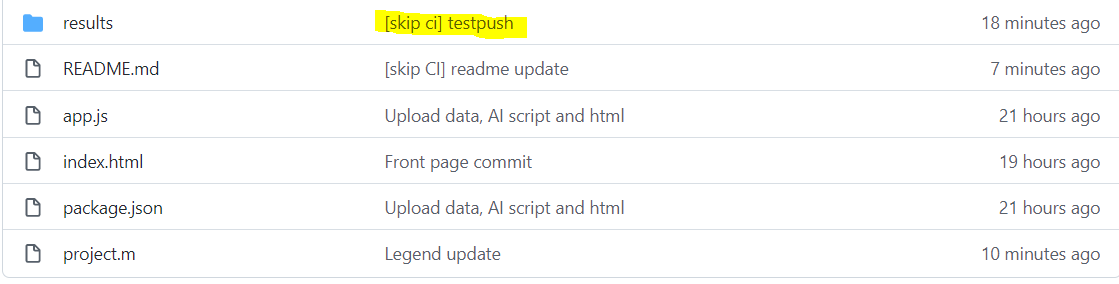 results [skip ci] testpush 18 minutes ago
README.md [skip CI] readme update 7 minutes ago
app.js Upload data, AI script and html 21 hours ago
index.html Front page commit 19 hours ago
package.json Upload data, AI script and html 21 hours ago
project.m Legend update 10 minutes ago